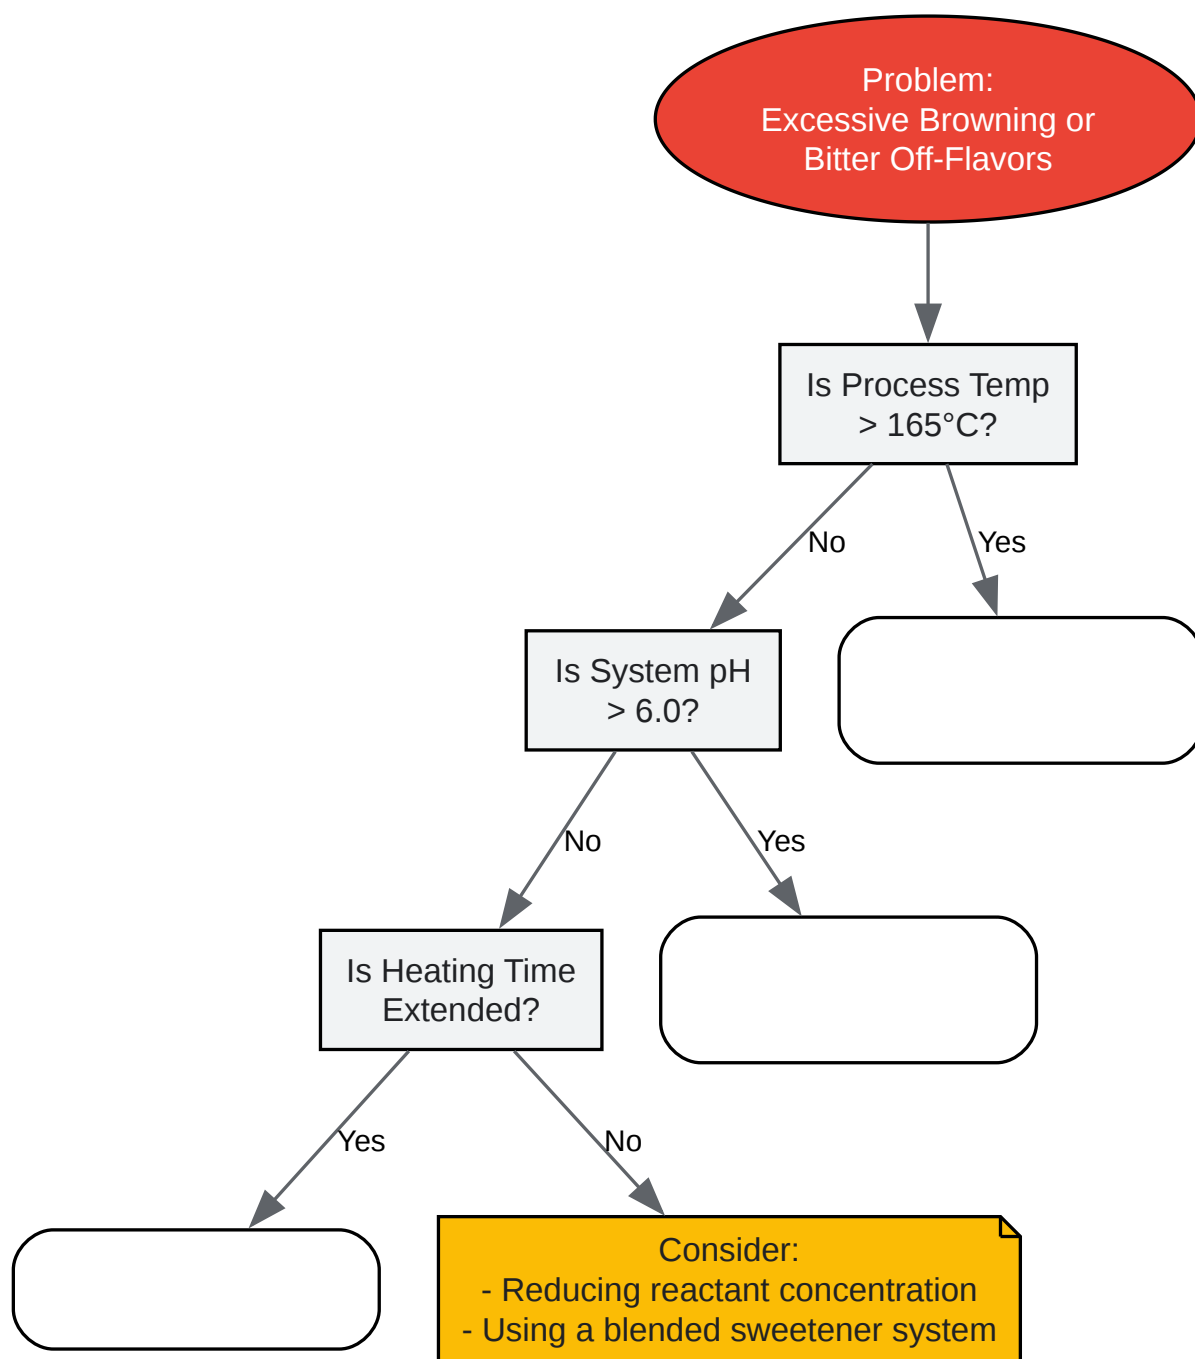 Problem:
Excessive Browning or
Bitter Off-Flavors
Is Process Temp
> 165°C?
No
Yes
Is System pH
> 6.0?
No
Yes
Is Heating Time
Extended?
Yes
No
Consider:
- Reducing reactant concentration
- Using a blended sweetener system